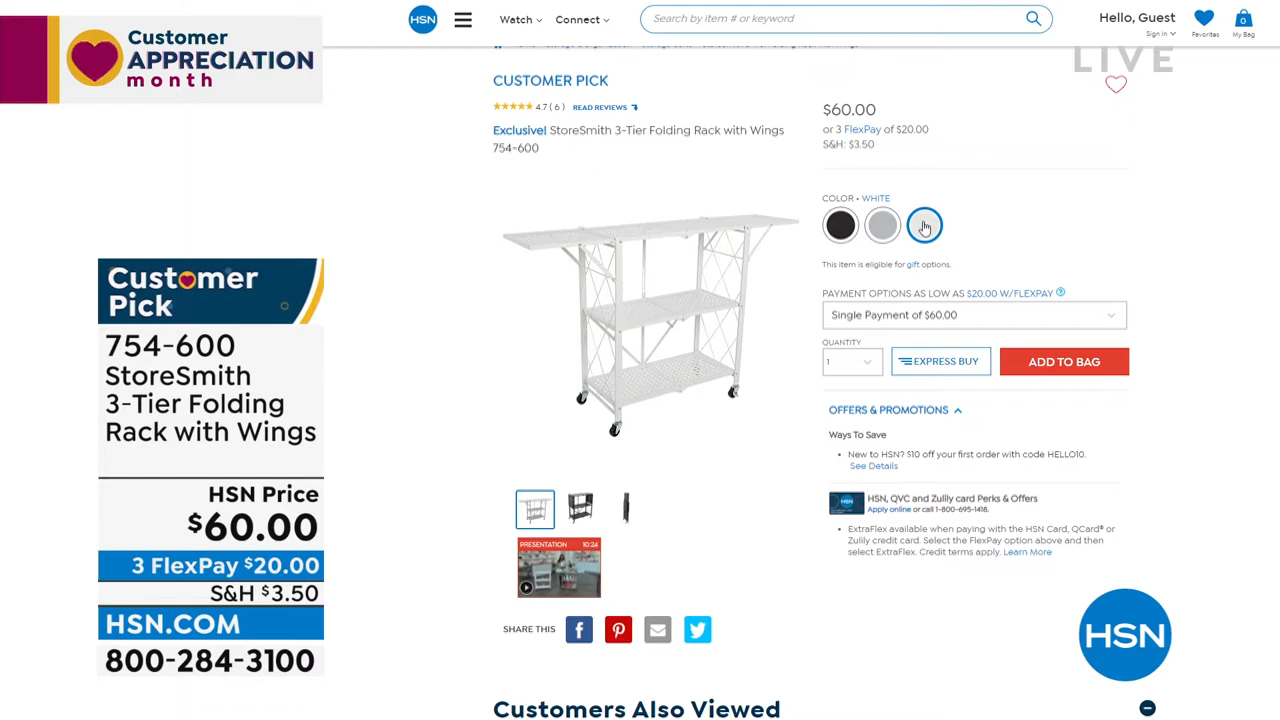 Customer
APPRECIATION
month
HSN
Watch
Connect
Search by item # or keyword
Hello, Guest
Sign In
Favorites
0
My Bag
LIVE
CUSTOMER PICK
4.7 ( 6 ) READ REVIEWS
Exclusive! StoreSmith 3-Tier Folding Rack with Wings
754-600
$60.00
or 3 FlexPay of $20.00
S&H: $3.50
COLOR • WHITE
This item is eligible for gift options.
PAYMENT OPTIONS AS LOW AS $20.00 W/FLEXPAY ?
Single Payment of $60.00
QUANTITY
1
EXPRESS BUY
ADD TO BAG
OFFERS & PROMOTIONS
Ways To Save
• New to HSN? $10 off your first order with code HELLO10.
See Details
HSN
HSN, QVC and Zulily card Perks & Offers
Apply online or call 1-800-695-1418.
• ExtraFlex available when paying with the HSN Card, QCard® or
Zulily credit card. Select the FlexPay option above and then
select ExtraFlex. Credit terms apply. Learn More
PRESENTATION 10:24
SHARE THIS
Customers Also Viewed
Customer
Pick
754-600
StoreSmith
3-Tier Folding
Rack with Wings
HSN Price
$60.00
3 FlexPay $20.00
S&H $3.50
HSN.COM
800-284-3100
HSN